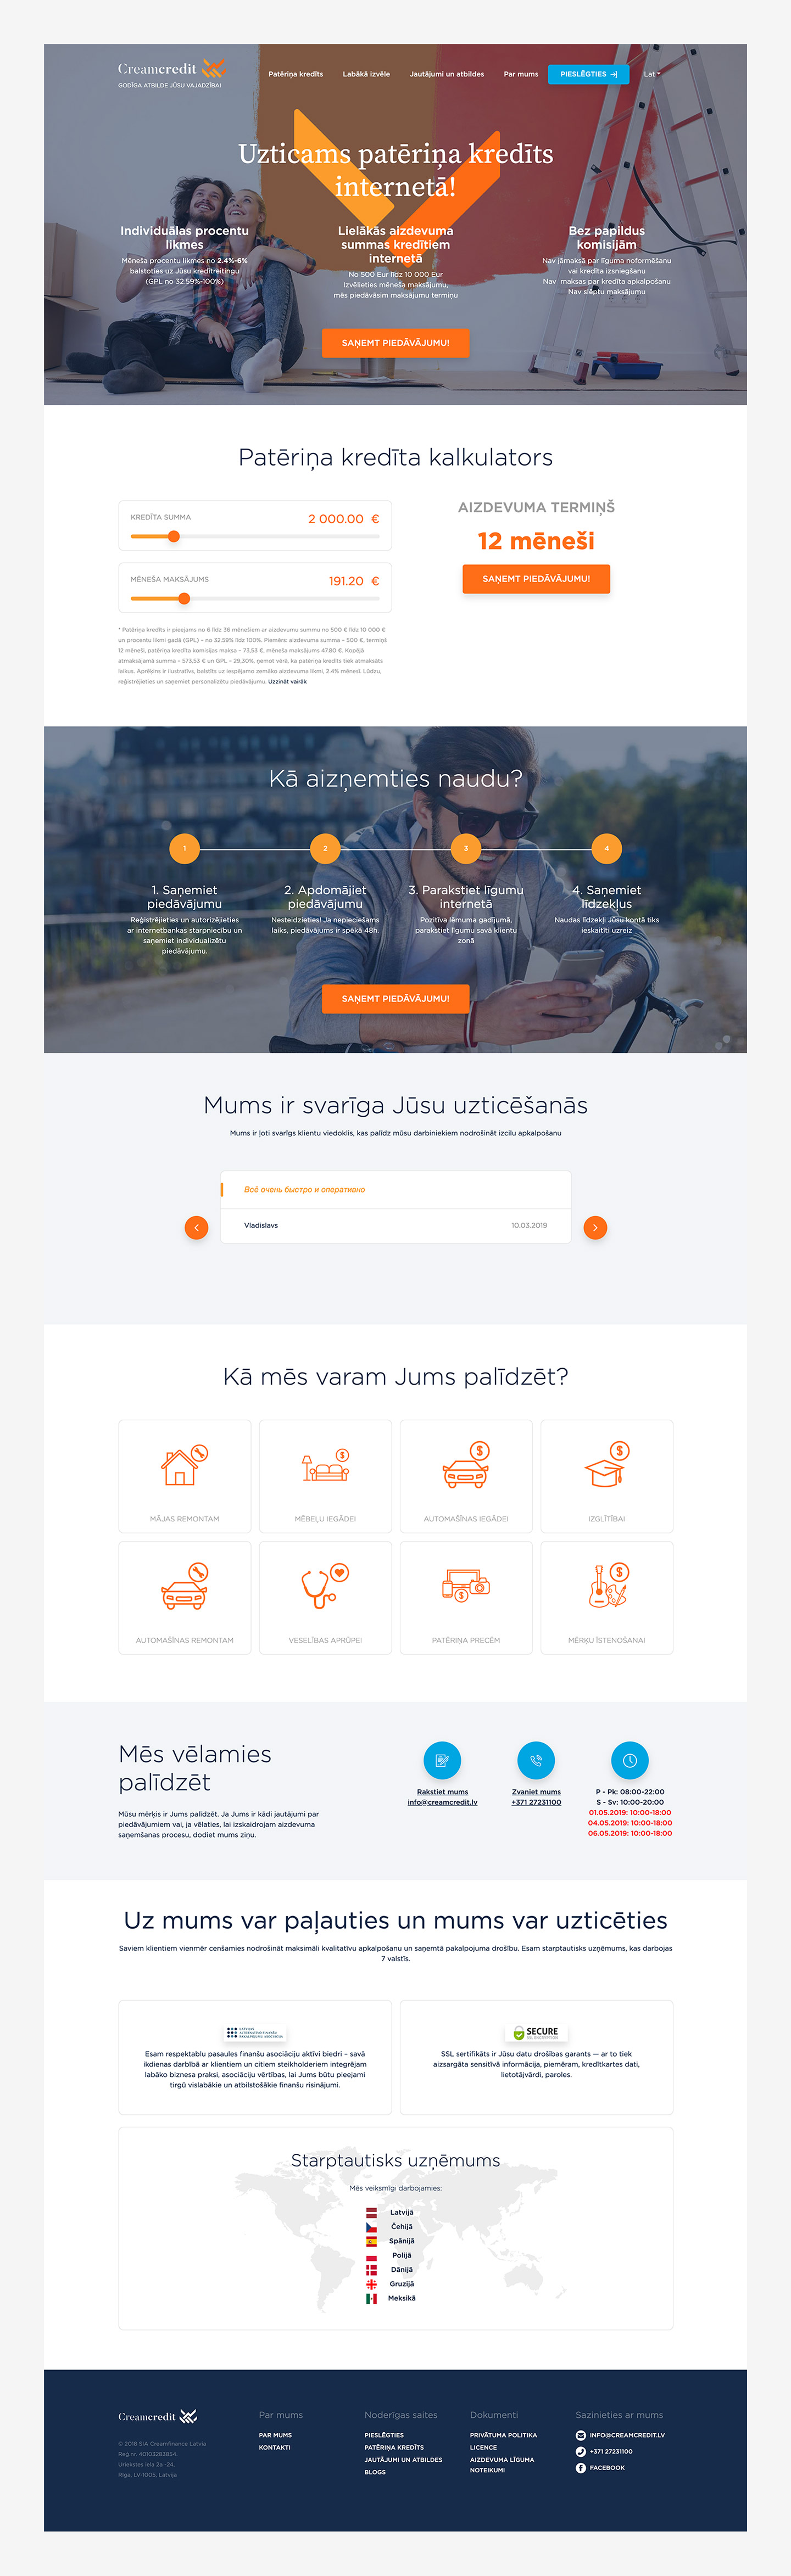 Creamcredit
GODĪGA ATBILDE JŪSU VAJADZĪBAI
Patēriņa kredīts
Labākā izvēle
Jautājumi un atbildes
Par mums
PIESLĒGTIES
Lat
Uzticams patēriņa kredīts
internetā!
Individuālas procentu
likmes
Mēneša procentu likmes no 2.4%-6%
balstoties uz Jūsu kredītreitingu
(GPL no 32.59%-100%)
Lielākās aizdevuma
summas kredītiem
internetā
No 500 Eur līdz 10 000 Eur
Izvēlieties mēneša maksājumu,
mēs piedāvāsim maksājumu termiņu
Bez papildus
komisijām
Nav jāmaksā par līguma noformēšanu
vai kredīta izsniegšanu
Nav maksas par kredīta apkalpošanu
Nav slēptu maksājumu
SAŅEMT PIEDĀVĀJUMU!
Patēriņa kredīta kalkulators
KREDĪTA SUMMA
2 000.00 €
MĒNEŠA MAKSĀJUMS
191.20 €
AIZDEVUMA TERMIŅŠ
12 mēneši
SAŅEMT PIEDĀVĀJUMU!
* Patēriņa kredīts ir pieejams no 6 līdz 36 mēnešiem ar aizdevumu summu no 500 € līdz 10 000 €
un procentu likmi gadā (GPL) – no 32.59% līdz 100%. Piemērs: aizdevuma summa – 500 €, termiņš
12 mēneši, patēriņa kredīta komisijas maksa – 73,53 €, mēneša maksājums 47.80 €. Kopējā
atmaksājamā summa – 573,53 € un GPL – 29,30%, ņemot vērā, ka patēriņa kredīts tiek atmaksāts
laikus. Aprēķins ir ilustratīvs, balstīts uz iespējamo zemāko aizdevuma likmi, 2.4% mēnesī. Lūdzu,
reģistrējieties un saņemiet personalizētu piedāvājumu. Uzzināt vairāk
Kā aizņemties naudu?
1
2
3
4
1. Saņemiet
piedāvājumu
Reģistrējieties un autorizējieties
ar internetbankas starpniecību un
saņemiet individualizētu
piedāvājumu.
2. Apdomājiet
piedāvājumu
Nesteidzieties! Ja nepieciešams
laiks, piedāvājums ir spēkā 48h.
3. Parakstiet līgumu
internetā
Pozitīva lēmuma gadījumā,
parakstiet līgumu savā klientu
zonā
4. Saņemiet
līdzekļus
Naudas līdzekļi Jūsu kontā tiks
ieskaitīti uzreiz
SAŅEMT PIEDĀVĀJUMU!
Mums ir svarīga Jūsu uzticēšanās
Mums ir ļoti svarīgs klientu viedoklis, kas palīdz mūsu darbiniekiem nodrošināt izcilu apkalpošanu
Всё очень быстро и оперативно
Vladislavs
10.03.2019
Kā mēs varam Jums palīdzēt?
MĀJAS REMONTAM
MĒBEĻU IEGĀDEI
AUTOMAŠĪNAS IEGĀDEI
IZGLĪTĪBAI
AUTOMAŠĪNAS REMONTAM
VESELĪBAS APRŪPEI
PATĒRIŅA PRECĒM
MĒRĶU ĪSTENOŠANAI
Mēs vēlamies
palīdzēt
Mūsu mērķis ir Jums palīdzēt. Ja Jums ir kādi jautājumi par
piedāvājumiem vai, ja vēlaties, lai izskaidrojam aizdevuma
saņemšanas procesu, dodiet mums ziņu.
Rakstiet mums
info@creamcredit.lv
Zvaniet mums
+371 27231100
P - Pk: 08:00-22:00
S - Sv: 10:00-20:00
01.05.2019: 10:00-18:00
04.05.2019: 10:00-18:00
06.05.2019: 10:00-18:00
Uz mums var paļauties un mums var uzticēties
Saviem klientiem vienmēr cenšamies nodrošināt maksimāli kvalitatīvu apkalpošanu un saņemtā pakalpojuma drošību. Esam starptautisks uzņēmums, kas darbojas
7 valstīs.
LATVIJAS
ALTERNATĪVO FINANŠU
PAKALPOJUMU ASOCIĀCIJA
Esam respektablu pasaules finanšu asociāciju aktīvi biedri – savā
ikdienas darbībā ar klientiem un citiem steikholderiem integrējam
labāko biznesa praksi, asociāciju vērtības, lai Jums būtu pieejami
tirgū vislabākie un atbilstošākie finanšu risinājumi.
SECURE
SSL ENCRYPTION
SSL sertifikāts ir Jūsu datu drošības garants — ar to tiek
aizsargāta sensitīvā informācija, piemēram, kredītkartes dati,
lietotājvārdi, paroles.
Starptautisks uzņēmums
Mēs veiksmīgi darbojamies:
Latvijā
Čehijā
Spānijā
Polijā
Dānijā
Gruzijā
Meksikā
Creamcredit
© 2018 SIA Creamfinance Latvia
Reģ.nr. 40103283854.
Uriekstes iela 2a -24,
Rīga, LV-1005, Latvija
Par mums
PAR MUMS
KONTAKTI
Noderīgas saites
PIESLĒGTIES
PATĒRIŅA KREDĪTS
JAUTĀJUMI UN ATBILDES
BLOGS
Dokumenti
PRIVĀTUMA POLITIKA
LICENCE
AIZDEVUMA LĪGUMA
NOTEIKUMI
Sazinieties ar mums
INFO@CREAMCREDIT.LV
+371 27231100
FACEBOOK